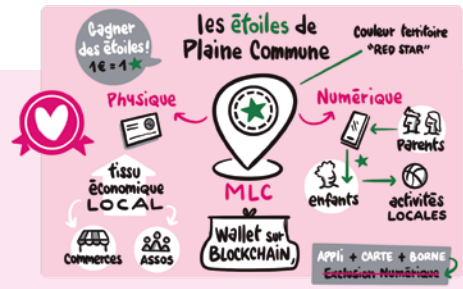 Gagner
des étoiles!
1€ = 1
les étoiles de
Plaine Commune
Couleur territoire
"RED STAR"
Physique
Numérique
Parents
tissu
économique
LOCAL
MLC
enfants
activités
LOCALES
Commerces
Assos
Wallet sur
BLOCKCHAIN,
APPLI + CARTE + BORNE
Exclusion Numérique